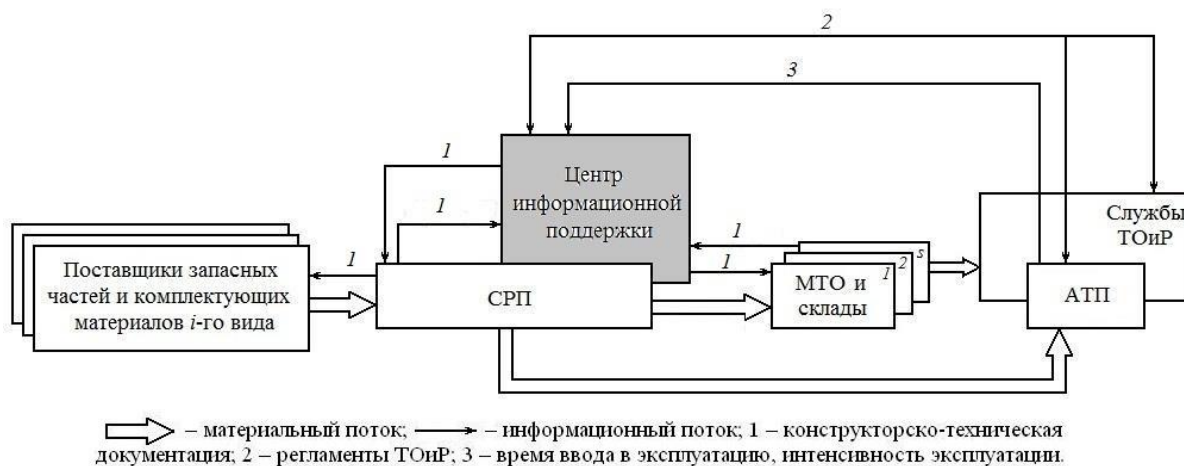 2
3
1
Центр
информационной
поддержки
1
Службы
ТОиР
1
1
1
Поставщики запасных
частей и комплектующих
материалов i-го вида
СРП
МТО и
склады
1
2
s
АТП
– материальный поток; – информационный поток; 1 – конструкторско-техническая
документация; 2 – регламенты ТОиР; 3 – время ввода в эксплуатацию, интенсивность эксплуатации.